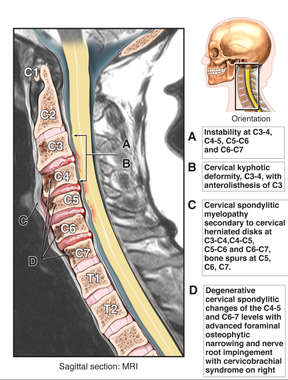 C1
C2
C3
C4
C5
C6
C7
T1
T2
A
B
C
D
Sagittal section: MRI
Orientation
A
Instability at C3-4,
C4-5, C5-C6
and C6-C7
B
Cervical kyphotic
deformity, C3-4, with
anterolisthesis of C3
C
Cervical spondylitic
myelopathy
secondary to cervical
herniated disks at
C3-C4,C4-C5,
C5-C6 and C6-C7,
bone spurs at C5,
C6, C7.
D
Degenerative
cervical spondylitic
changes of the C4-5
and C6-7 levels with
advanced foraminal
osteophytic
narrowing and nerve
root impingement
with cervicobrachial
syndrome on right